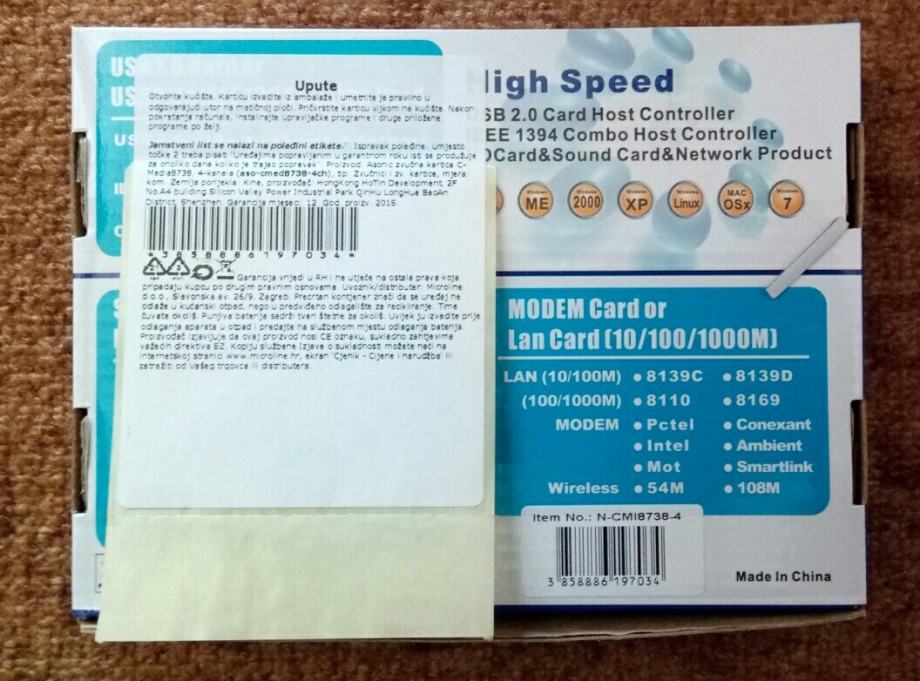 Upute
Otvorite kućište. Karticu izvadite iz ambalaže i umetnite je pravilno u
odgovarajući utor na matičnoj ploči. Pričvrstite karticu vijkom na kućište. Nakon
pokretanja računala, instalirajte upravljačke programe i druge priložene
programe po želji.
Jamstveni list se nalazi na poleđini etikete." Ispravak poleđine: umjesto
točke 2 treba pisati "Uređajima popravljanim u garantnom roku isti se produžuje
za onoliko dana koliko je trajao popravak". Proizvod: Asonic zvučna kartica C-
Media8738, 4-kanala (aso-cmed8738-4ch), tip: Zvučnici i zv. kartice, mjera:
kom. Zemlja porijekla: Kina, proizvođač: HongKong HoTin Development, 2F
No.A4 building Silicon Valley Power Industrial Park QinHu LongHua BaoAn
District, Shenzhen. Garancija mjeseci: 12. God. proizv. 2015.
*3858886197034*
Garancija vrijedi u RH i ne utječe na ostala prava koja
pripadaju kupcu po drugim pravnim osnovama. Uvoznik/distributer: Microline
d.o.o., Slavonska av. 26/9, Zagreb. Precrtan kontjener znači da se uređaj ne
odlaže u kućanski otpad, nego u predviđeno odlagalište za recikliranje. Time
čuvate okoliš. Punjiva baterija sadrži tvari štetne za okoliš. Uvijek ju izvadite prije
odlaganja aparata u otpad i predajte na službenom mjestu odlaganja baterija.
Proizvođač izjavljuje da ovaj proizvod nosi CE oznaku, sukladno zahtjevima
važećih direktiva EZ. Kopiju službene Izjave o sukladnosti možete naći na
internetskoj stranici www.microline.hr, ekran "Cjenik - Cijene i narudžba" ili
zatražiti od Vašeg trgovca ili distributera.
High Speed
USB 2.0 Card Host Controller
IEEE 1394 Combo Host Controller
Card&Sound Card&Network Product
Windows ME
Windows 2000
Windows XP
Windows Linux
MAC OSx
Windows 7
MODEM Card or
Lan Card (10/100/1000M)
LAN (10/100M) ● 8139C ● 8139D
(100/1000M) ● 8110 ● 8169
MODEM ● Pctel ● Conexant
● Intel ● Ambient
● Mot ● Smartlink
Wireless ● 54M ● 108M
Item No.: N-CMI8738-4
3 858886 197034
Made In China